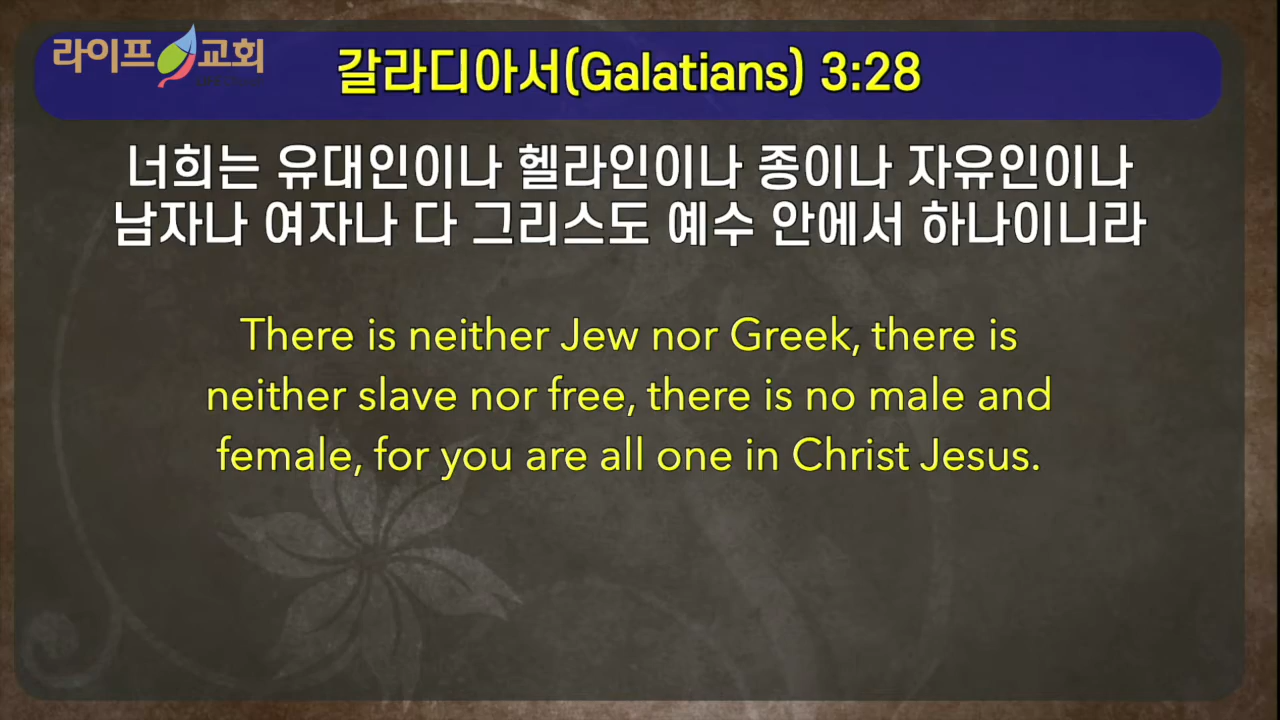 라이프교회
갈라디아서(Galatians) 3:28
너희는 유대인이나 헬라인이나 종이나 자유인이나
남자나 여자나 다 그리스도 예수 안에서 하나이니라
There is neither Jew nor Greek, there is
neither slave nor free, there is no male and
female, for you are all one in Christ Jesus.